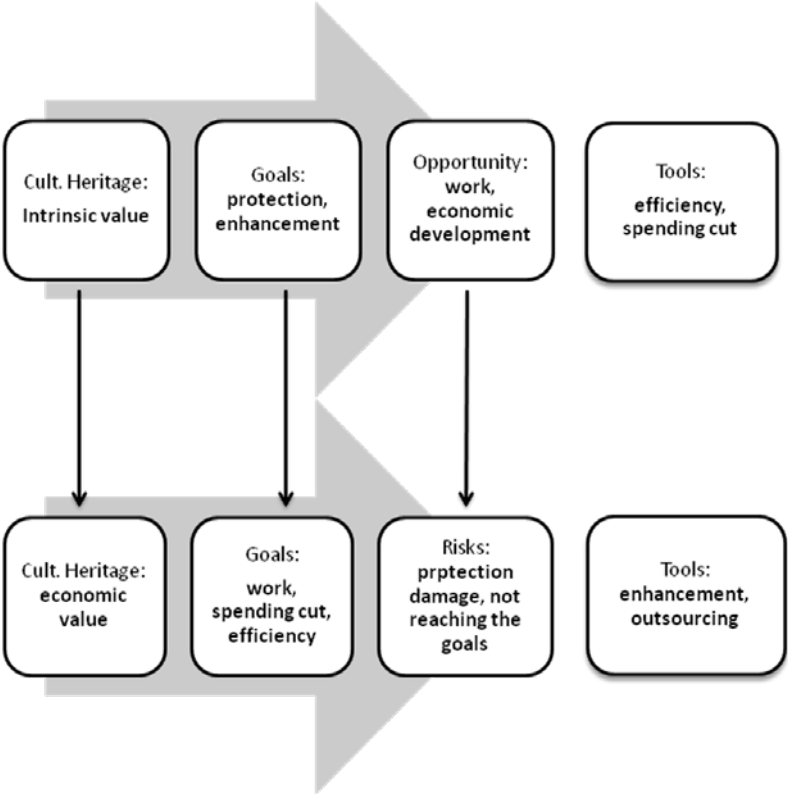 Cult. Heritage:
Intrinsic value
Goals:
protection,
enhancement
Opportunity:
work,
economic
development
Tools:
efficiency,
spending cut
Cult. Heritage:
economic
value
Goals:
work,
spending cut,
efficiency
Risks:
prptection
damage, not
reaching the
goals
Tools:
enhancement,
outsourcing